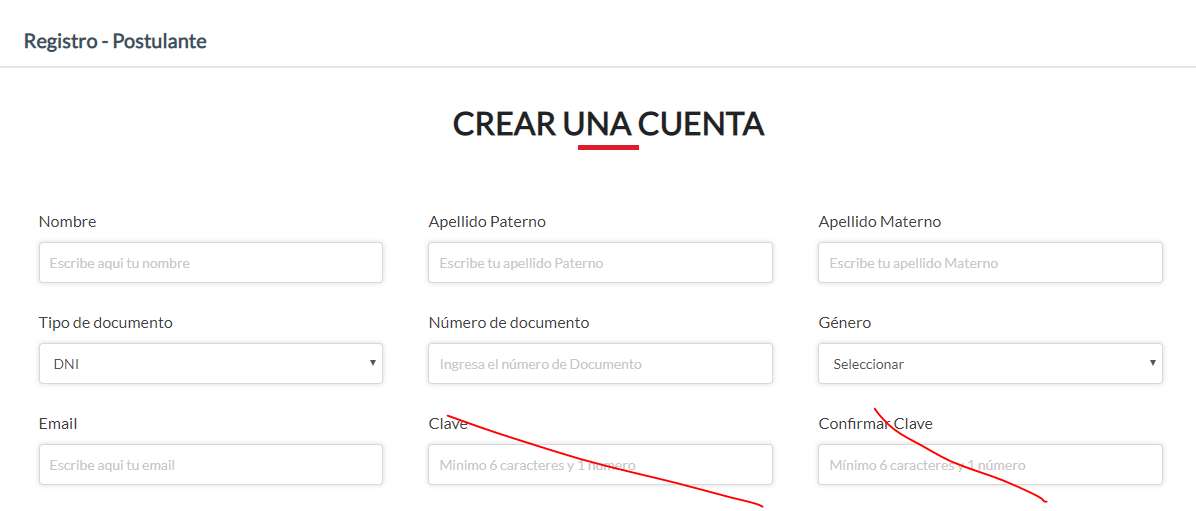 Registro - Postulante
CREAR UNA CUENTA
Nombre
Apellido Paterno
Apellido Materno
Escribe aqui tu nombre
Escribe tu apellido Paterno
Escribe tu apellido Materno
Tipo de documento
Número de documento
Género
DNI
Ingresa el número de Documento
Seleccionar
Email
Clave
Confirmar Clave
Escribe aqui tu email
Minimo 6 caracteres y 1 número
Mínimo 6 caracteres y 1 número